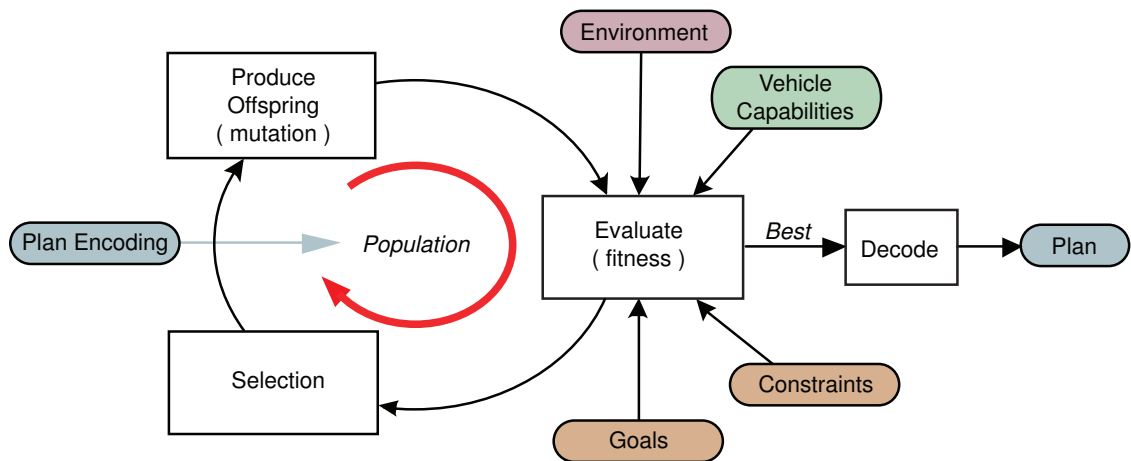 Environment
Produce
Offspring
( mutation )
Vehicle
Capabilities
Plan Encoding
Population
Evaluate
( fitness )
Best
Decode
Plan
Selection
Constraints
Goals